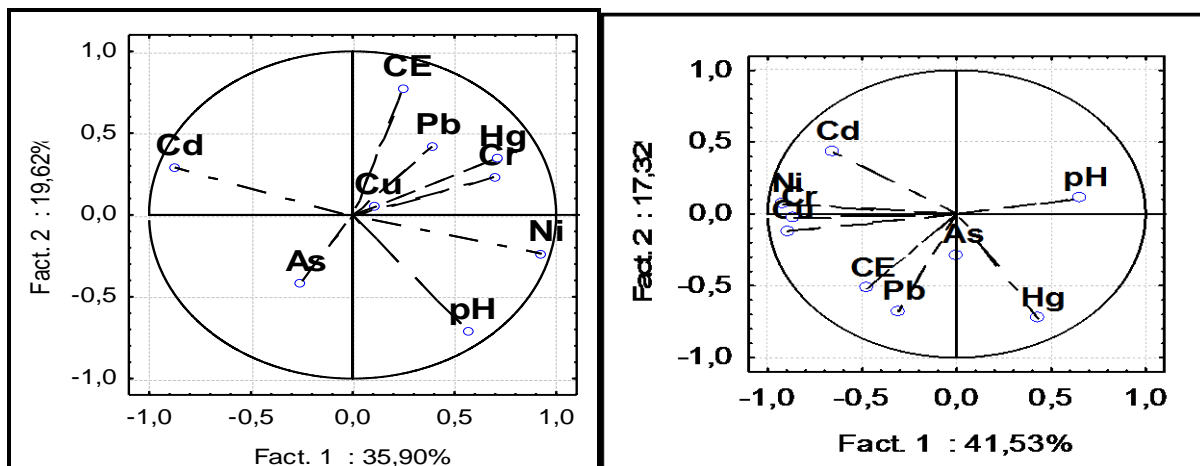 1,0
0,5
0,0
-0,5
-1,0
Fact. 2 : 19,62%
CE
Pb
Hg
Cr
Cd
Cu
Ni
As
pH
-1,0 -0,5 0,0 0,5 1,0
Fact. 1 : 35,90%
1,0
0,5
0,0
-0,5
-1,0
Fact. 2 : 17,32
Cd
pH
Ni
Cr
Cu
As
CE
Pb
Hg
-1,0 -0,5 0,0 0,5 1,0
Fact. 1 : 41,53%